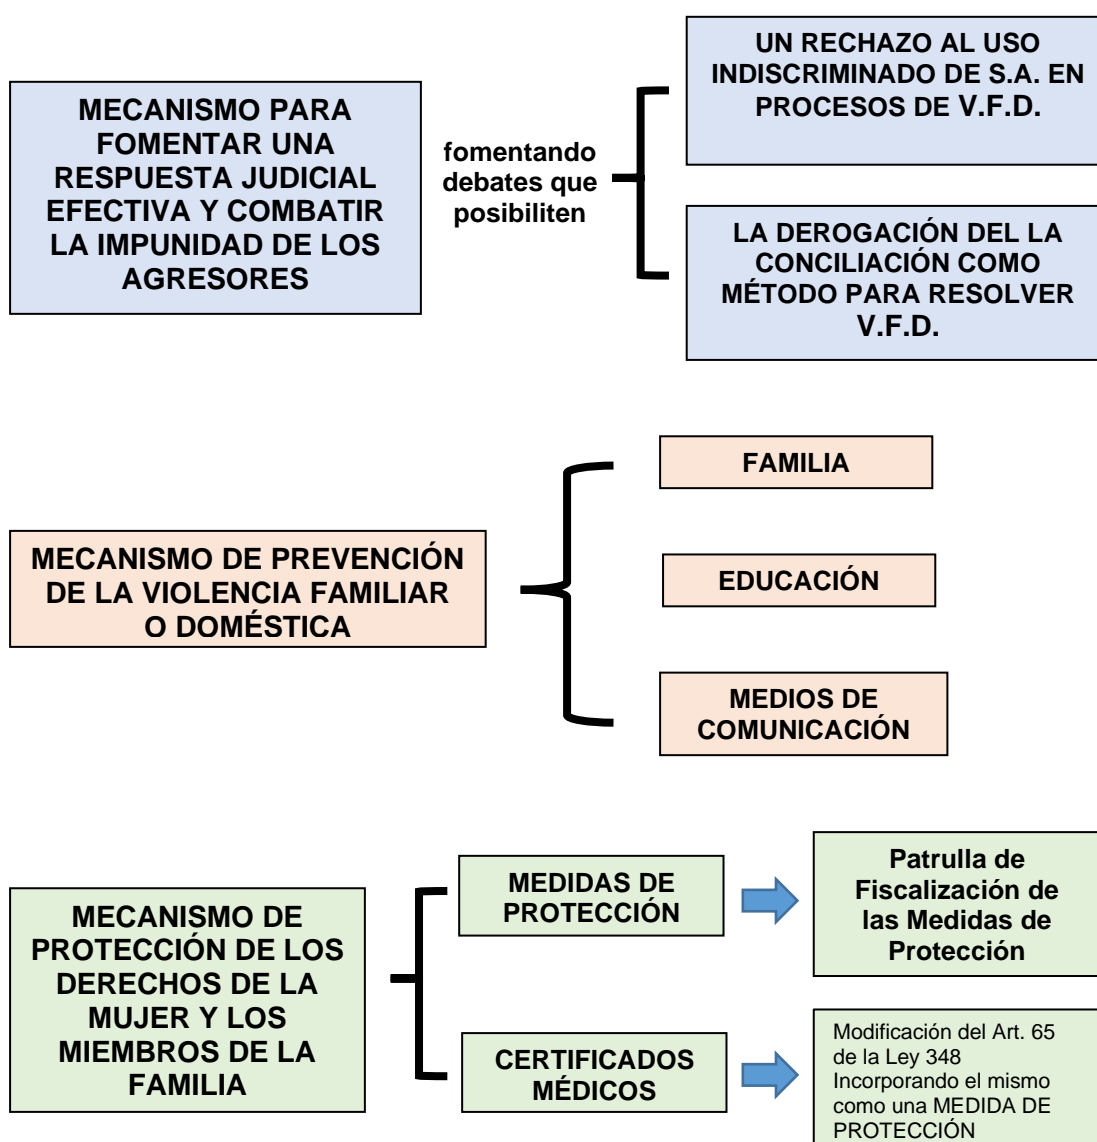 MECANISMO PARA
FOMENTAR UNA
RESPUESTA JUDICIAL
EFECTIVA Y COMBATIR
LA IMPUNIDAD DE LOS
AGRESORES
fomentando
debates que
posibiliten
UN RECHAZO AL USO
INDISCRIMINADO DE S.A. EN
PROCESOS DE V.F.D.
LA DEROGACIÓN DEL LA
CONCILIACIÓN COMO
MÉTODO PARA RESOLVER
V.F.D.
MECANISMO DE PREVENCIÓN
DE LA VIOLENCIA FAMILIAR
O DOMÉSTICA
FAMILIA
EDUCACIÓN
MEDIOS DE
COMUNICACIÓN
MECANISMO DE
PROTECCIÓN DE LOS
DERECHOS DE LA
MUJER Y LOS
MIEMBROS DE LA
FAMILIA
MEDIDAS DE
PROTECCIÓN
Patrulla de
Fiscalización de
las Medidas de
Protección
CERTIFICADOS
MÉDICOS
Modificación del Art. 65
de la Ley 348
Incorporando el mismo
como una MEDIDA DE
PROTECCIÓN